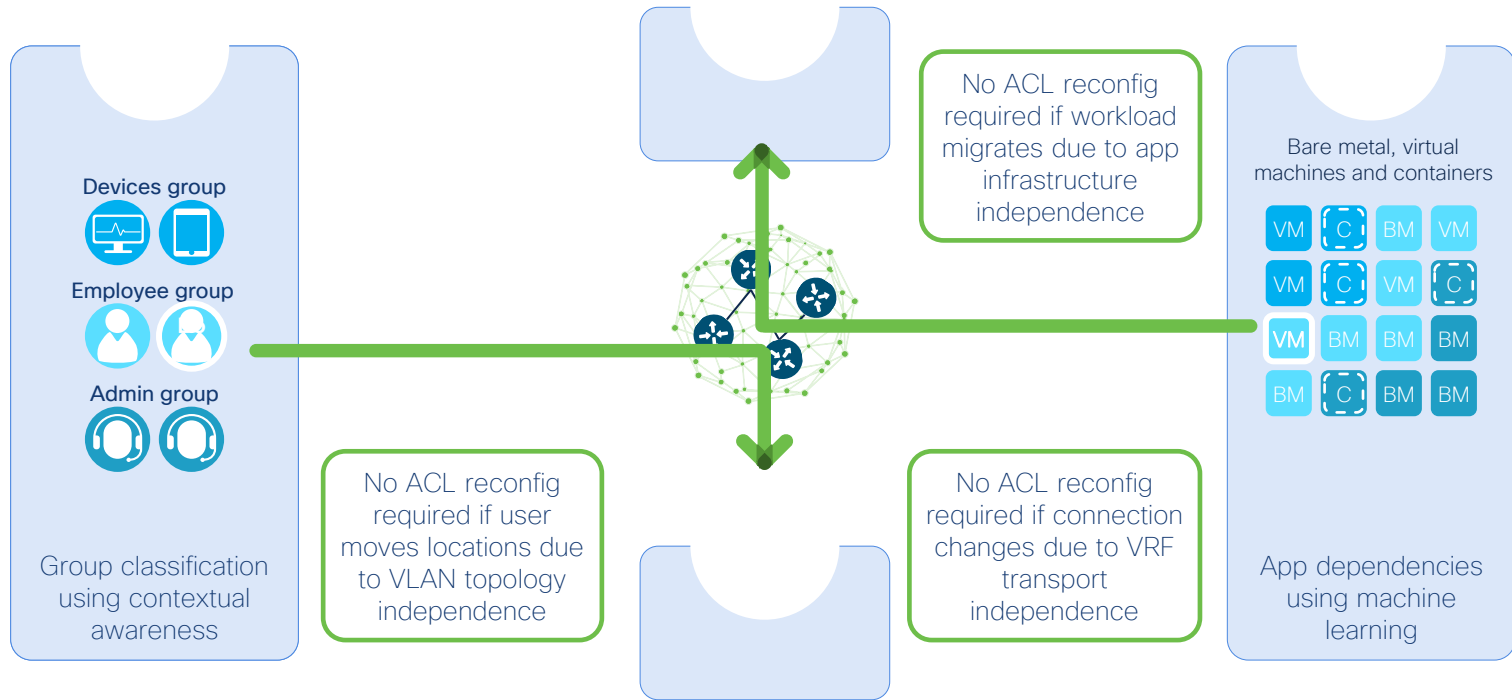 Devices group
Employee group
Admin group
Group classification
using contextual
awareness
No ACL reconfig
required if user
moves locations due
to VLAN topology
independence
No ACL reconfig
required if workload
migrates due to app
infrastructure
independence
No ACL reconfig
required if connection
changes due to VRF
transport
independence
Bare metal, virtual
machines and containers
VM C BM VM
VM C VM C
VM BM BM BM
BM C BM BM
App dependencies
using machine
learning